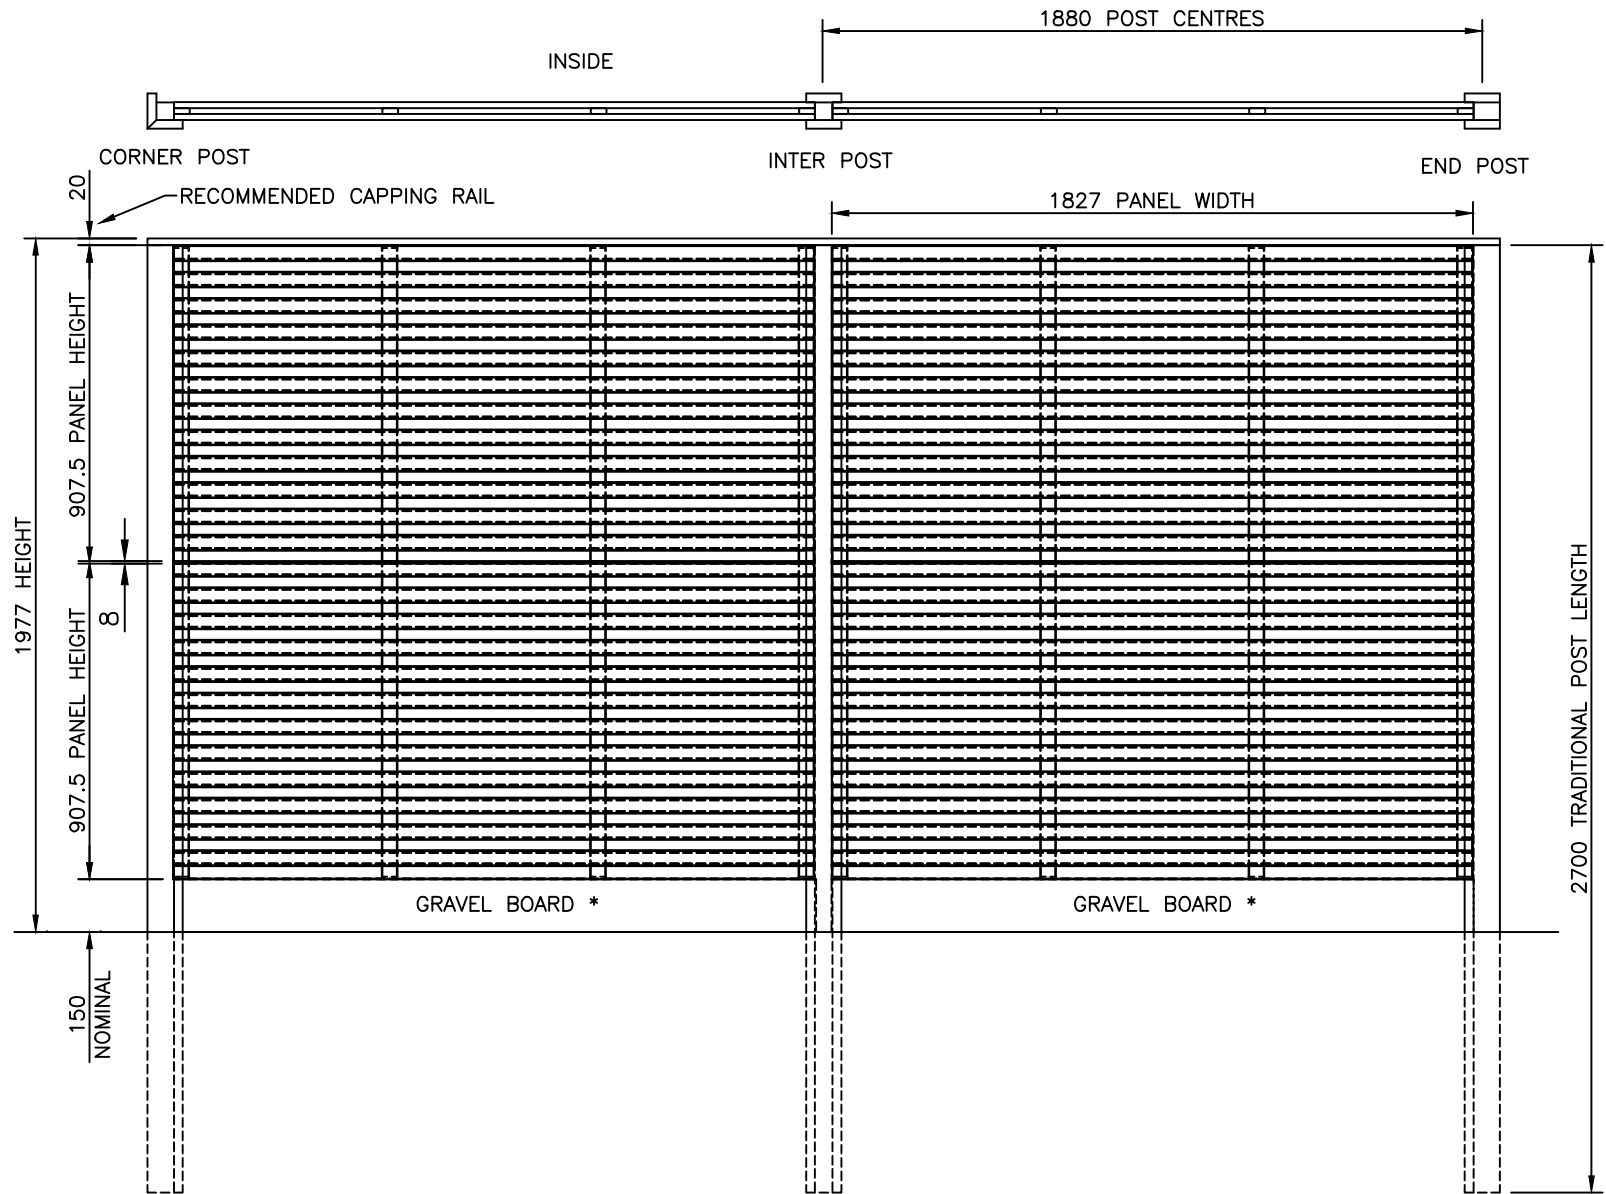 1880 POST CENTRES
INSIDE
CORNER POST
INTER POST
END POST
20
RECOMMENDED CAPPING RAIL
1827 PANEL WIDTH
907.5 PANEL HEIGHT
1977 HEIGHT
8
907.5 PANEL HEIGHT
2700 TRADITIONAL POST LENGTH
GRAVEL BOARD *
GRAVEL BOARD *
150
NOMINAL